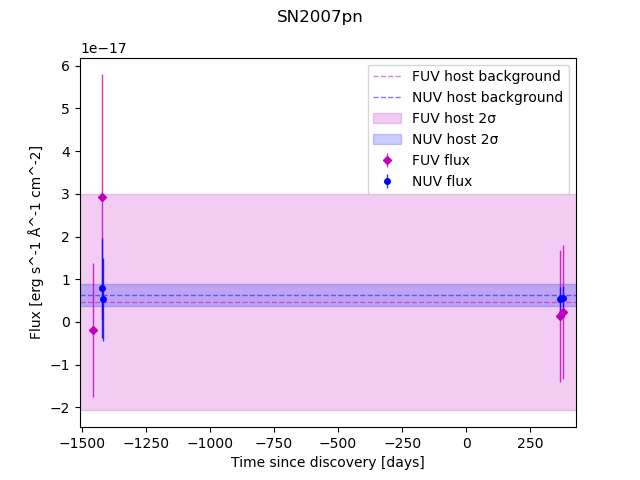 SN2007pn
1e−17
FUV host background
NUV host background
FUV host 2σ
NUV host 2σ
FUV flux
NUV flux
6
5
4
3
2
1
0
−1
−2
Flux [erg s^-1 Å^-1 cm^-2]
−1500 −1250 −1000 −750 −500 −250 0 250
Time since discovery [days]